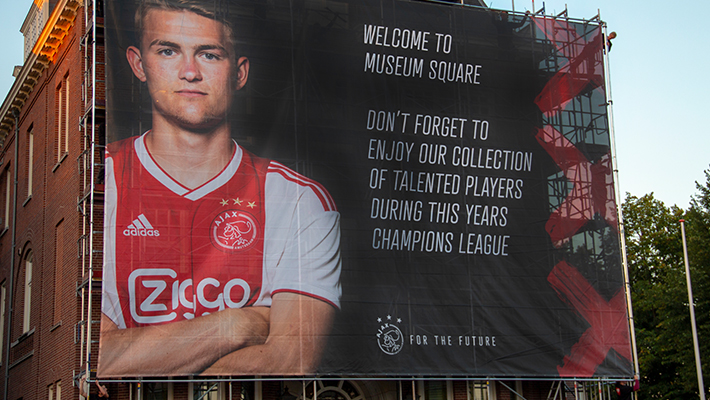 WELCOME TO
MUSEUM SQUARE
DON'T FORGET TO
ENJOY OUR COLLECTION
OF TALENTED PLAYERS
DURING THIS YEARS
CHAMPIONS LEAGUE
adidas
AJAX
ZIGGO
AJAX
FOR THE FUTURE